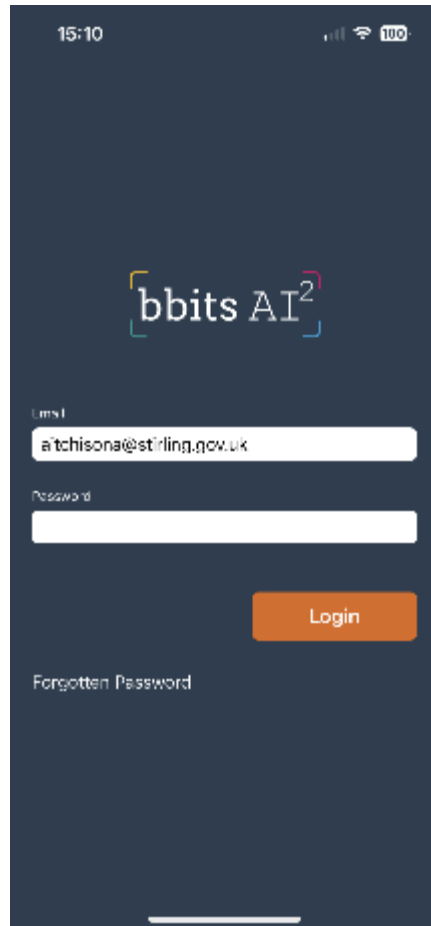 15:10
100
bbits AI²
Email
aitchisona@stirling.gov.uk
Password
Login
Forgotten Password